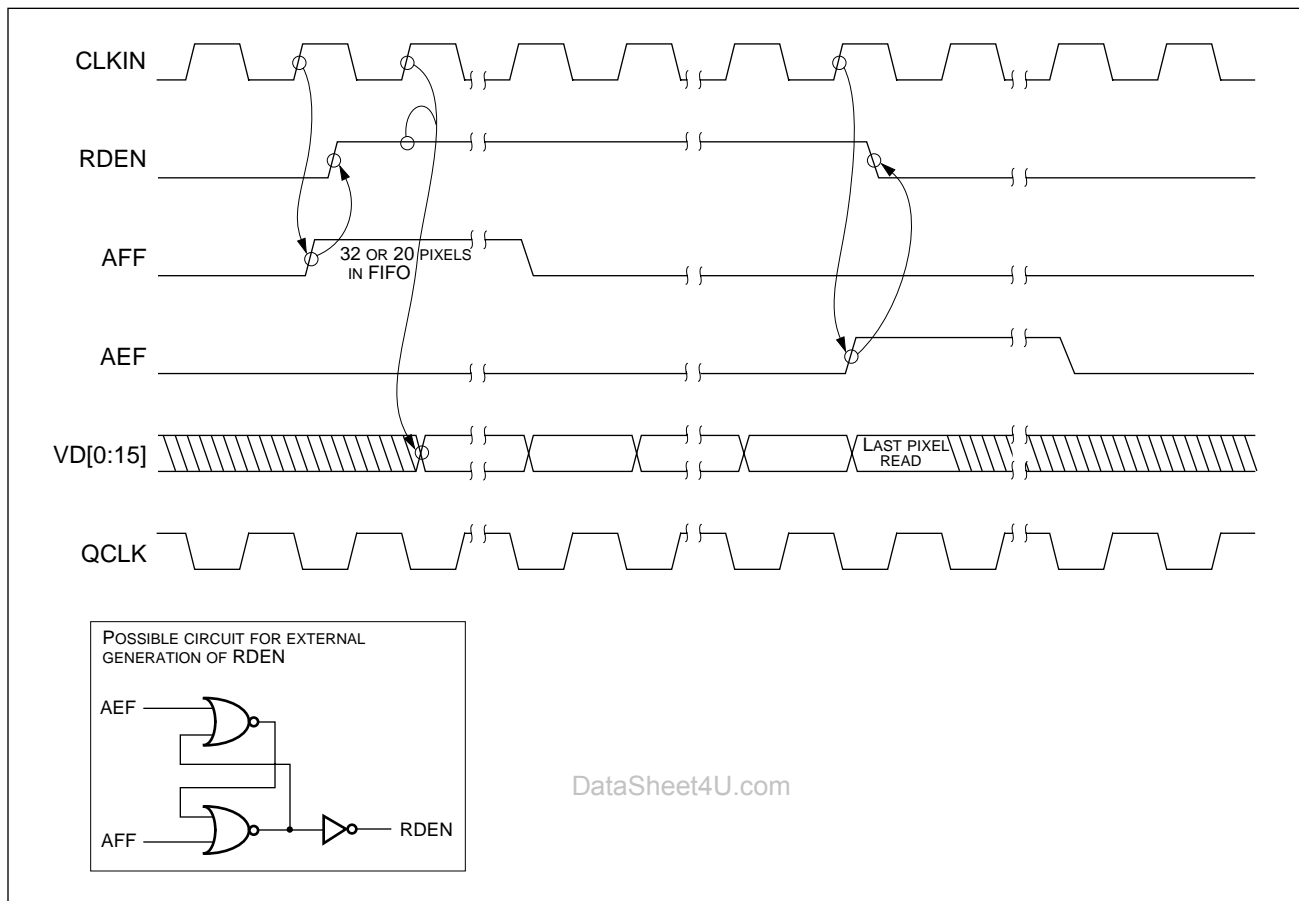 CLKIN
RDEN
AFF
32 OR 20 PIXELS
IN FIFO
AEF
VD[0:15]
LAST PIXEL
READ
QCLK
POSSIBLE CIRCUIT FOR EXTERNAL
GENERATION OF RDEN
AEF
AFF
RDEN
DataSheet4U.com